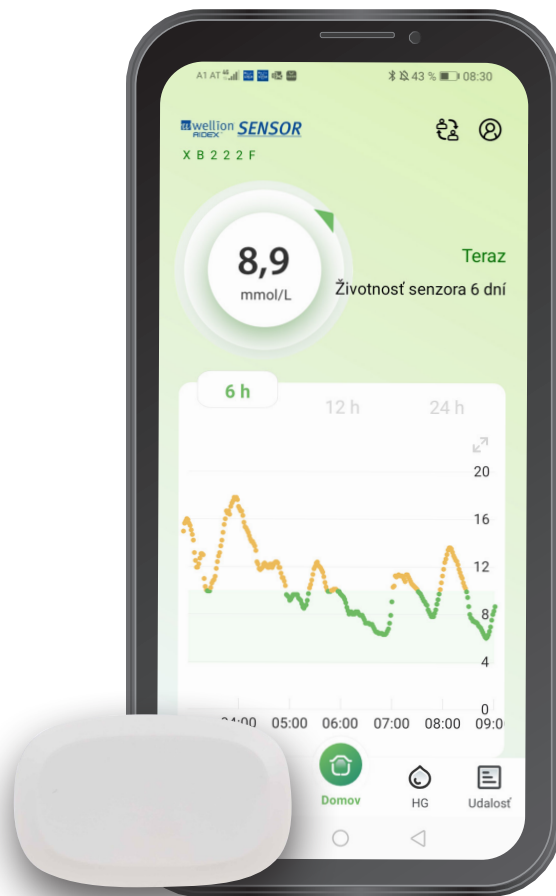 A1 AT 43 % 08:30
wellion SENSOR
RIDEX
X B 2 2 2 F
8,9
mmol/L
Teraz
Životnosť senzora 6 dní
6 h
12 h
24 h
20
16
12
8
4
0
05:00 06:00 07:00 08:00 09:0
Domov
HG
Udalosť